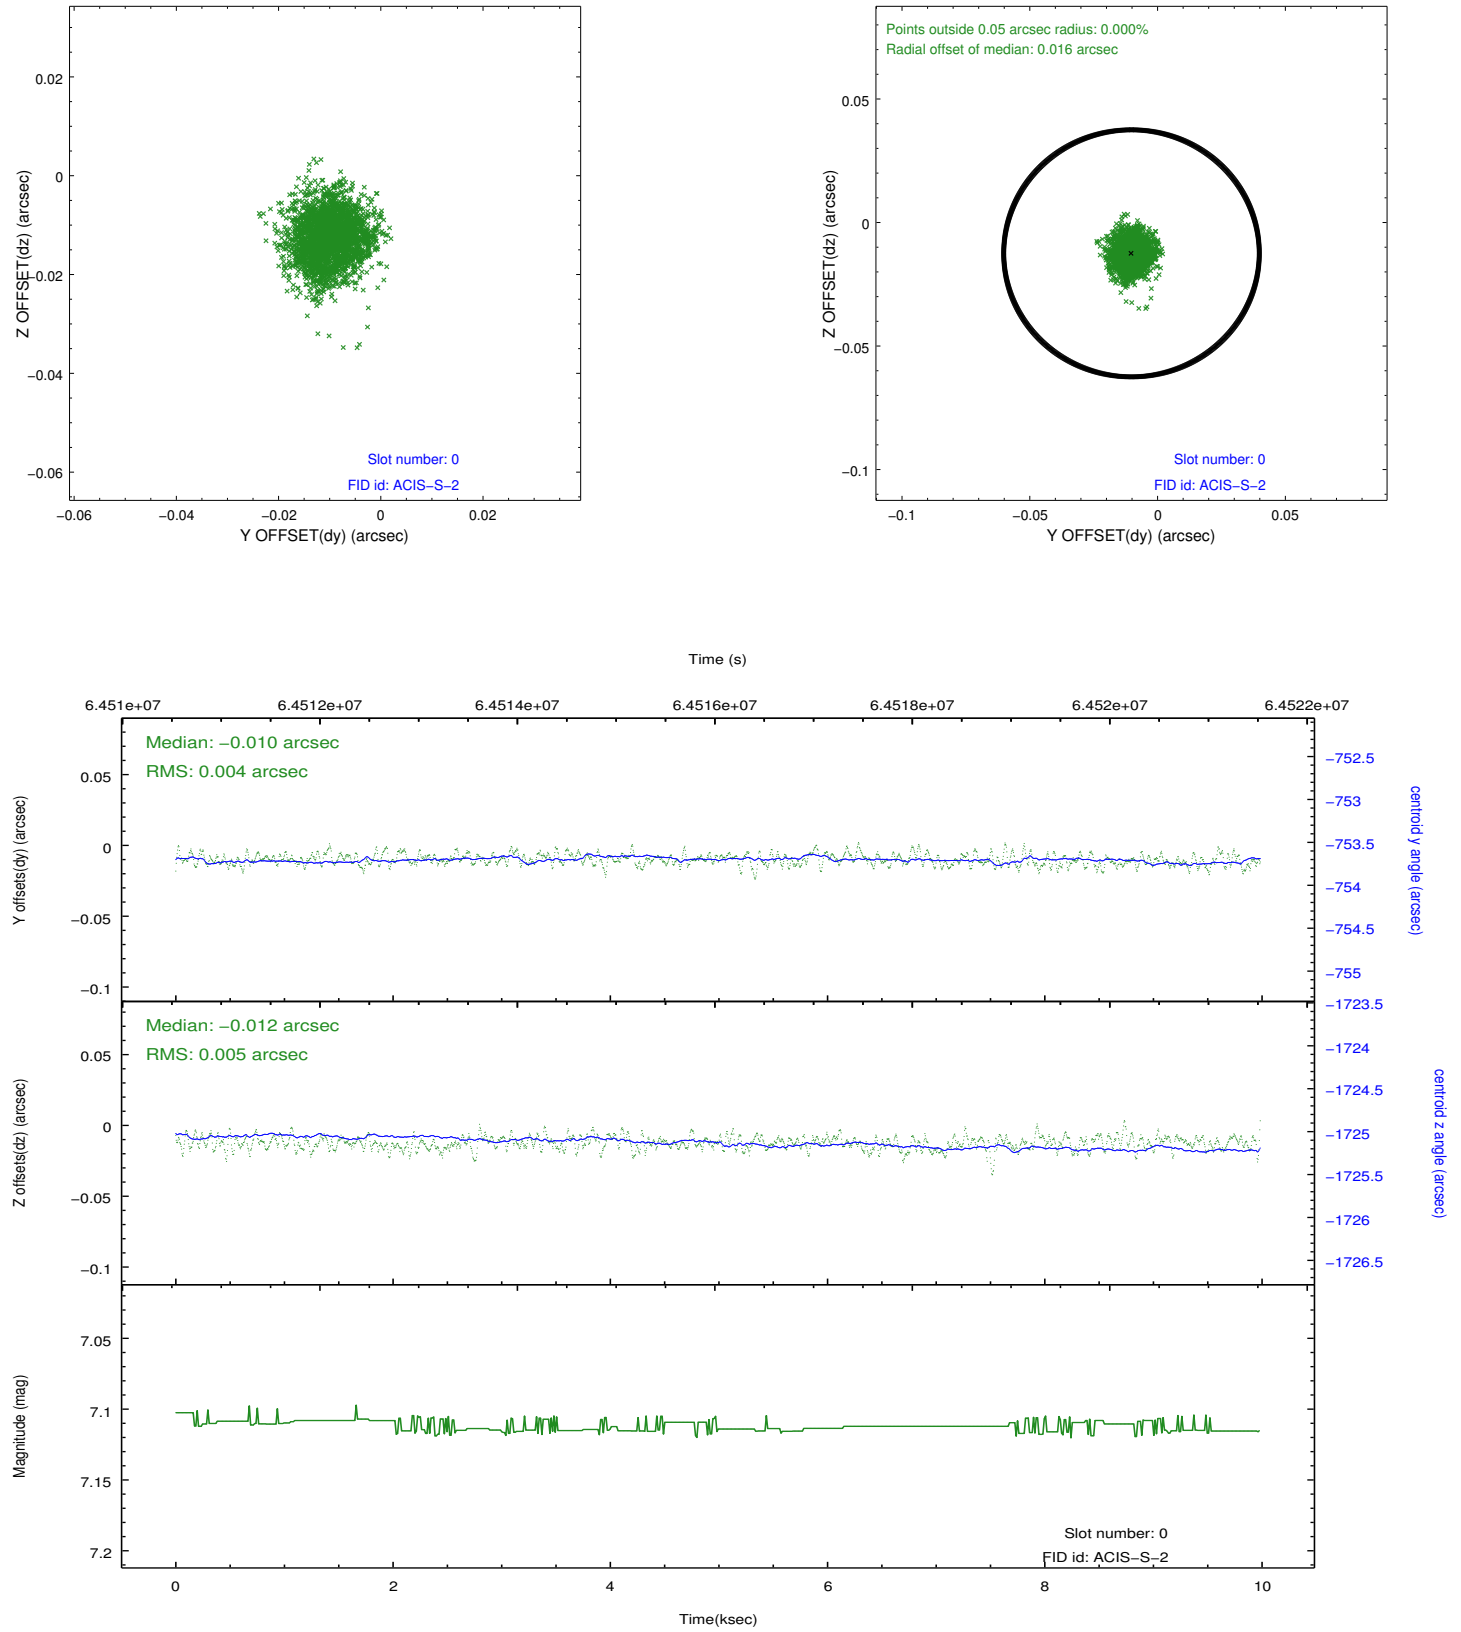 0.02
0
−0.02
−0.04
−0.06
Z OFFSET(dz) (arcsec)
Slot number: 0
FID id: ACIS−S−2
−0.06
−0.04
−0.02
0
0.02
Y OFFSET(dy) (arcsec)
Points outside 0.05 arcsec radius: 0.000%
Radial offset of median: 0.016 arcsec
0.05
0
−0.05
−0.1
Z OFFSET(dz) (arcsec)
Slot number: 0
FID id: ACIS−S−2
−0.1
−0.05
0
0.05
Y OFFSET(dy) (arcsec)
Time (s)
6.451e+07
6.4512e+07
6.4514e+07
6.4516e+07
6.4518e+07
6.452e+07
6.4522e+07
Median: −0.010 arcsec
RMS: 0.004 arcsec
0.05
0
−0.05
−0.1
Y offsets(dy) (arcsec)
−752.5
−753
−753.5
−754
−754.5
−755
centroid y angle (arcsec)
Median: −0.012 arcsec
RMS: 0.005 arcsec
0.05
0
−0.05
−0.1
Z offsets(dz) (arcsec)
−1723.5
−1724
−1724.5
−1725
−1725.5
−1726
−1726.5
centroid z angle (arcsec)
7.05
7.1
7.15
7.2
Magnitude (mag)
Slot number: 0
FID id: ACIS−S−2
0
2
4
6
8
10
Time(ksec)